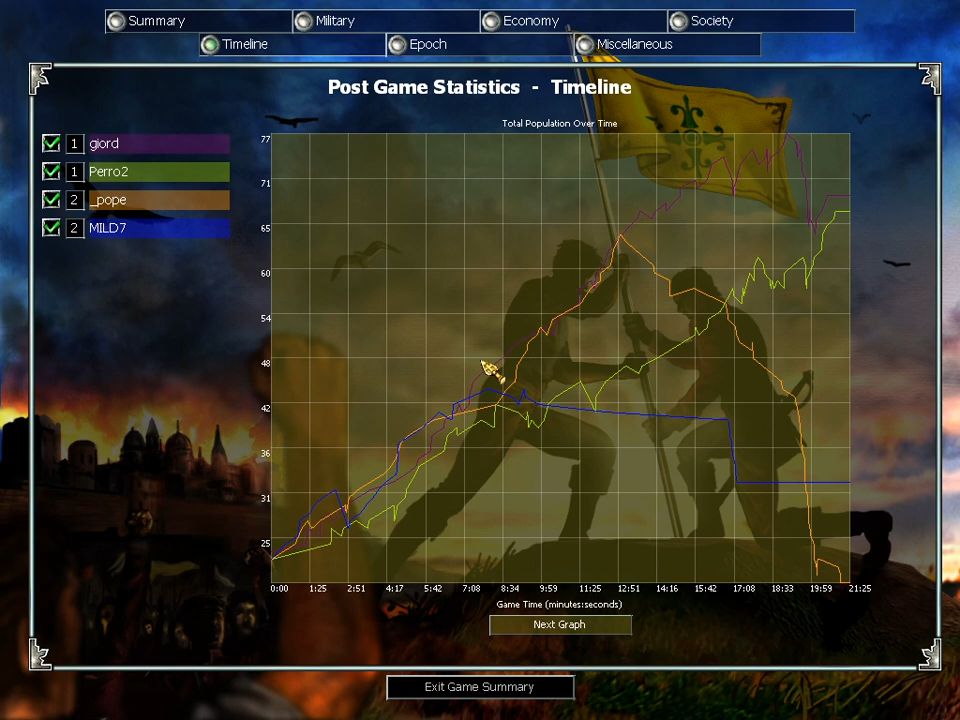 Summary Military Economy Society
Timeline Epoch Miscellaneous
Post Game Statistics - Timeline
Total Population Over Time
1 giord
1 Perro2
2 _pope
2 MILD7
77
71
65
60
54
48
42
36
31
25
0:00 1:25 2:51 4:17 5:42 7:08 8:34 9:59 11:25 12:51 14:16 15:42 17:08 18:33 19:59 21:25
Game Time (minutes:seconds)
Next Graph
Exit Game Summary